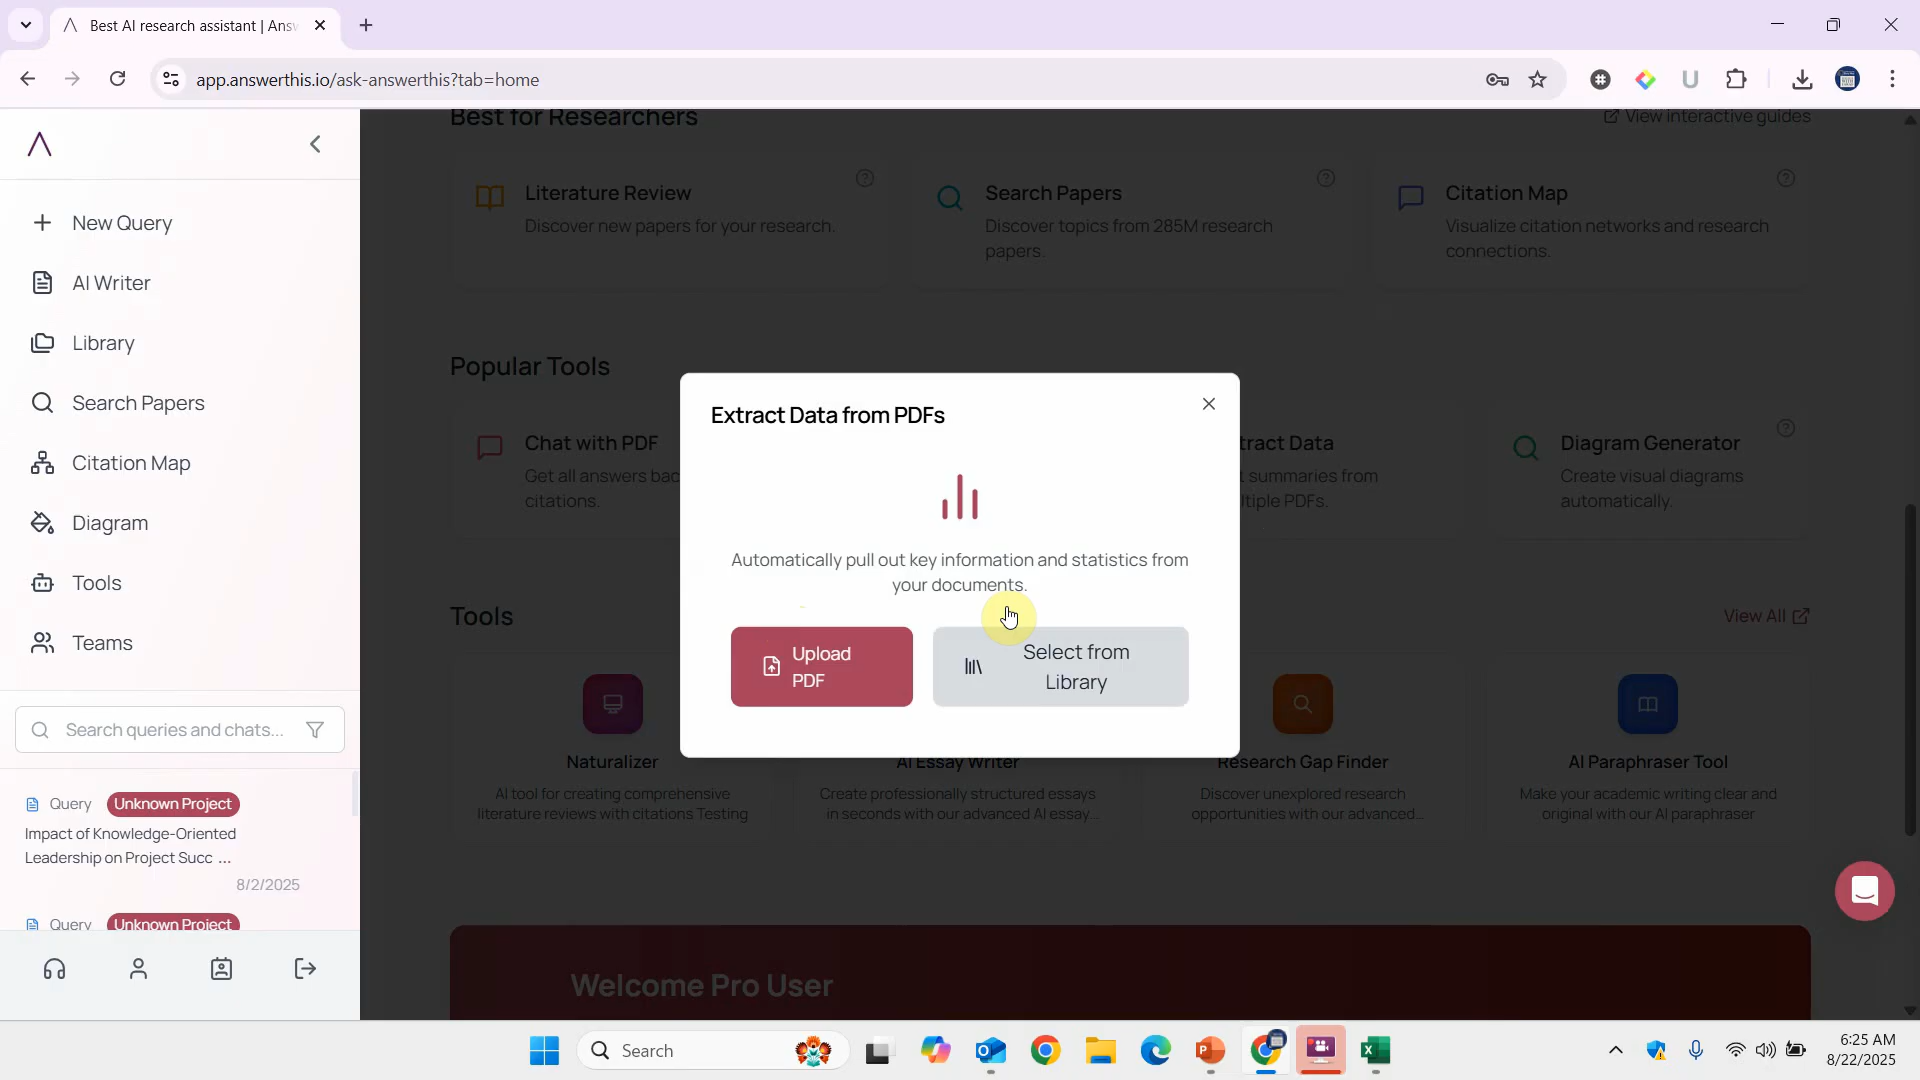 Best AI research assistant | Ans
app.answerthis.io/ask-answerthis?tab=home
New Query
AI Writer
Library
Search Papers
Citation Map
Diagram
Tools
Teams
Search queries and chats...
Query Unknown Project
Impact of Knowledge-Oriented
Leadership on Project Succ ...
8/2/2025
Query Unknown Project
Best for Researchers
View interactive guides
Literature Review
Discover new papers for your research.
Search Papers
Discover topics from 285M research
papers.
Citation Map
Visualize citation networks and research
connections.
Popular Tools
Chat with PDF
Get all answers bac
citations.
tract Data
t summaries from
ltiple PDFs.
Diagram Generator
Create visual diagrams
automatically.
Extract Data from PDFs
Automatically pull out key information and statistics from
your documents.
Upload
PDF
Select from
Library
Tools
View All
Naturalizer
AI tool for creating comprehensive
literature reviews with citations Testing
AI Essay Writer
Create professionally structured essays
in seconds with our advanced AI essay...
Research Gap Finder
Discover unexplored research
opportunities with our advanced...
AI Paraphraser Tool
Make your academic writing clear and
original with our AI paraphraser
Welcome Pro User
Search
6:25 AM
8/22/2025